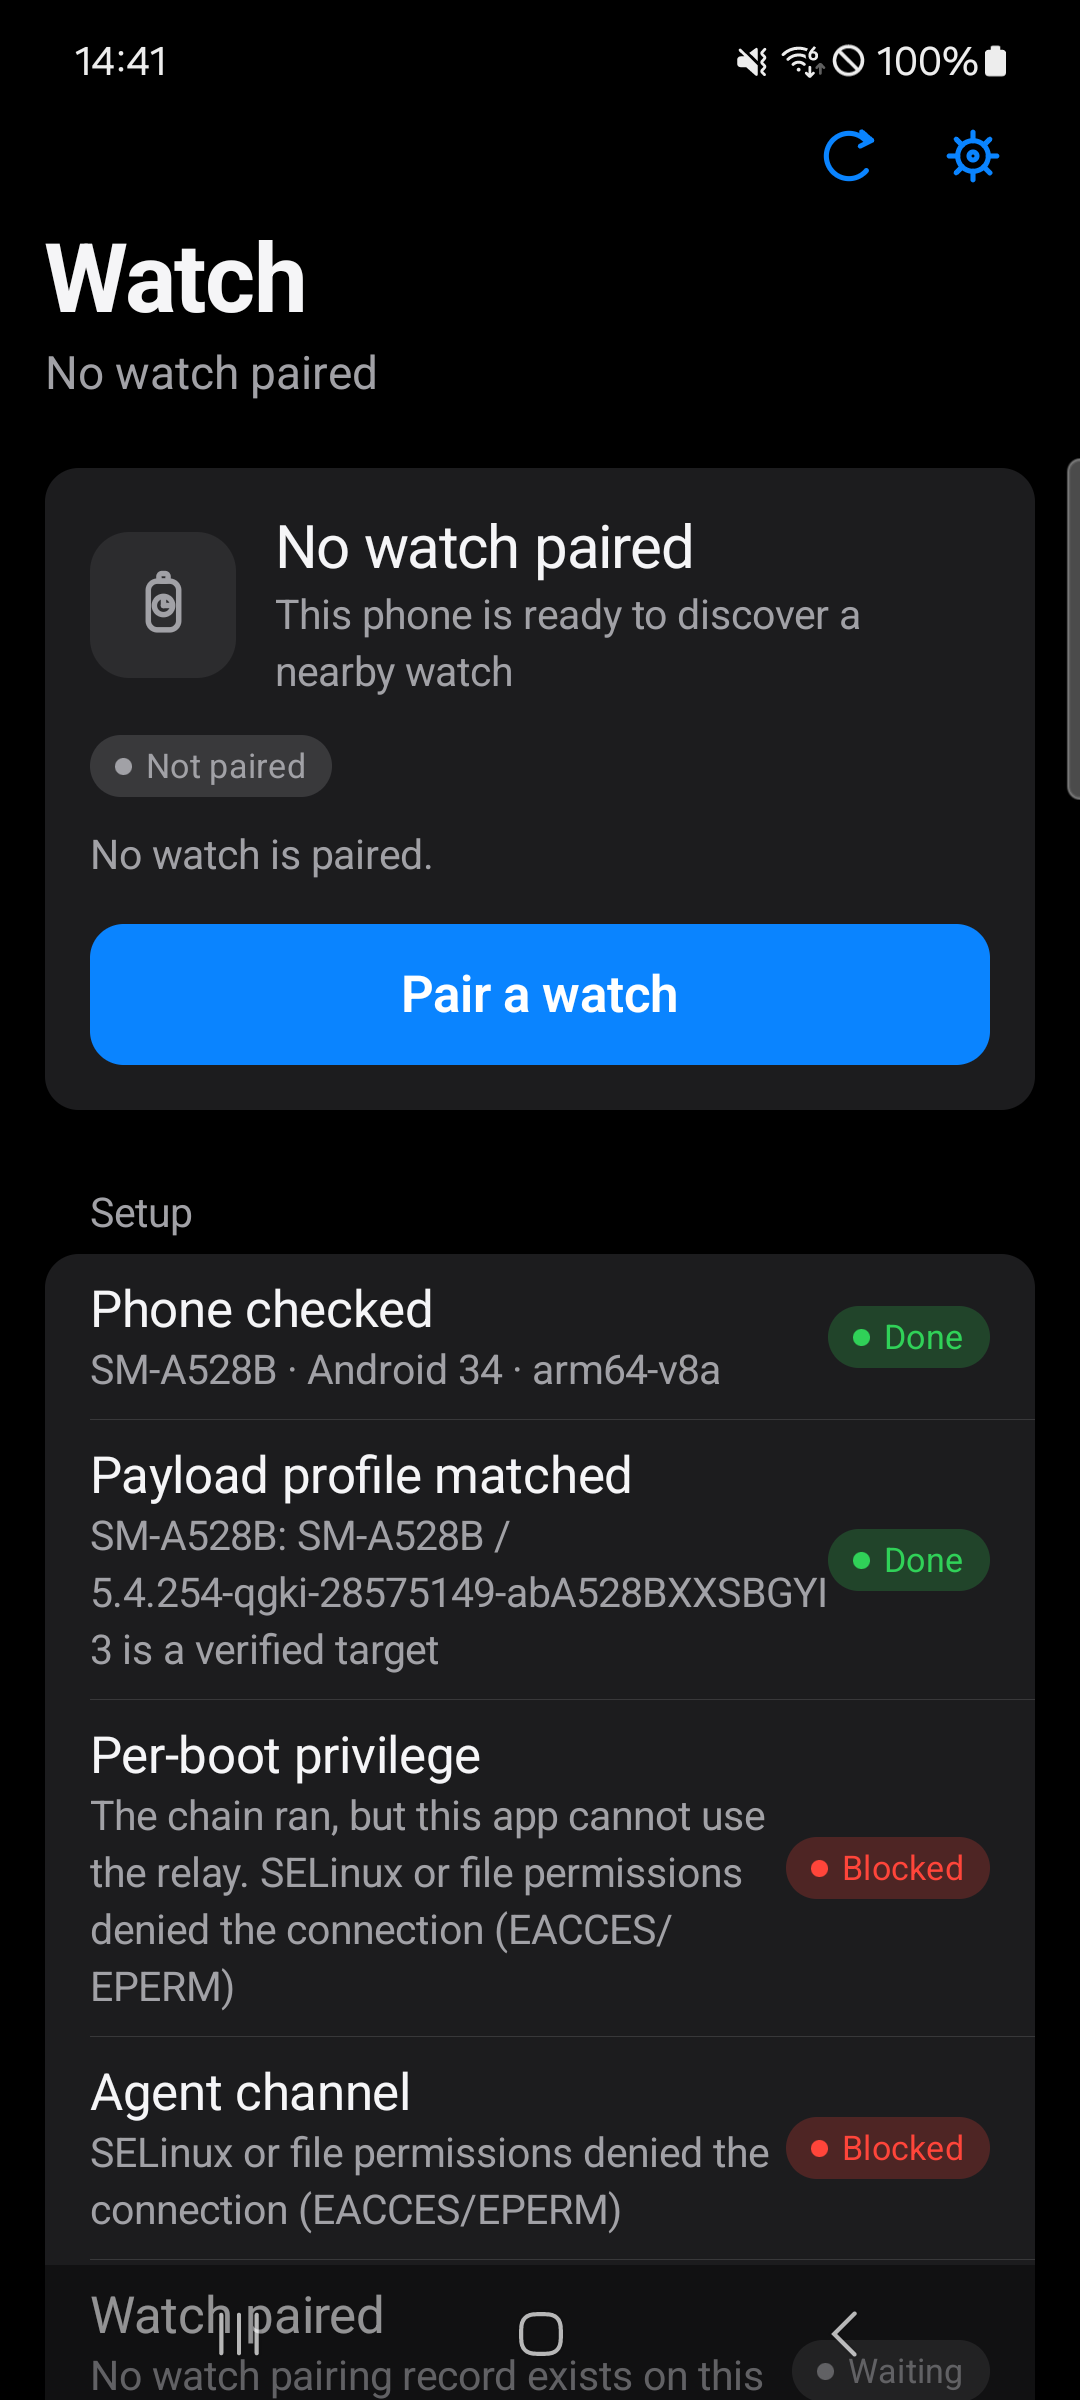 14:41
100%
Watch
No watch paired
No watch paired
This phone is ready to discover a
nearby watch
Not paired
No watch is paired.
Pair a watch
Setup
Phone checked
SM-A528B · Android 34 · arm64-v8a
Done
Payload profile matched
SM-A528B: SM-A528B /
5.4.254-qgki-28575149-abA528BXXSBGYI
3 is a verified target
Done
Per-boot privilege
The chain ran, but this app cannot use
the relay. SELinux or file permissions
denied the connection (EACCES/
EPERM)
Blocked
Agent channel
SELinux or file permissions denied the
connection (EACCES/EPERM)
Blocked
Watch paired
No watch pairing record exists on this
Waiting